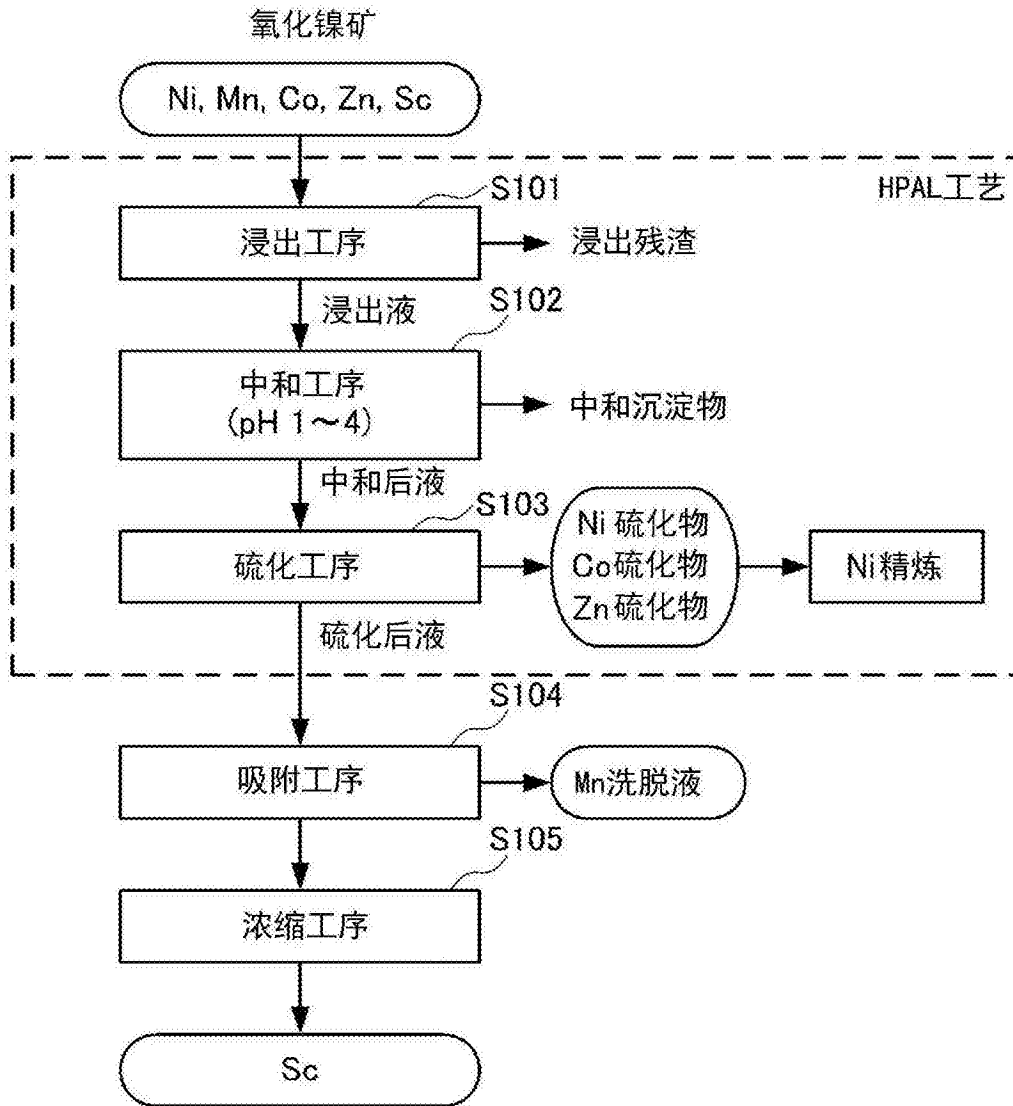 氧化镍矿
Ni, Mn, Co, Zn, Sc
HPAL工艺
S101
浸出工序
浸出残渣
浸出液
S102
中和工序
(pH 1～4)
中和沉淀物
中和后液
S103
硫化工序
Ni 硫化物
Co硫化物
Zn硫化物
Ni精炼
硫化后液
S104
吸附工序
Mn洗脱液
S105
浓缩工序
Sc